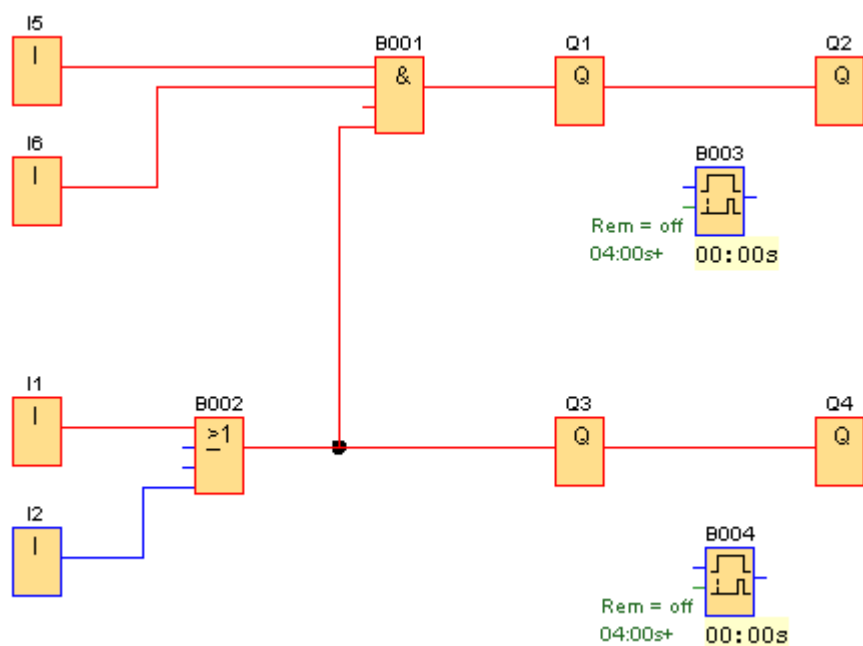 I5
I
B001
&
Q1
Q
Q2
Q
I6
I
B003
Rem = off
04:00s+
00:00s
I1
I
B002
≥1
Q3
Q
Q4
Q
I2
I
B004
Rem = off
04:00s+
00:00s